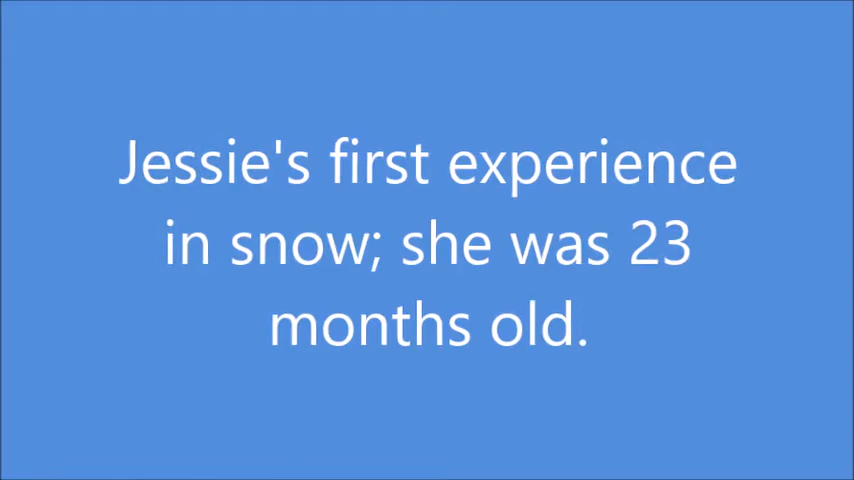 Jessie's first experience
in snow; she was 23
months old.